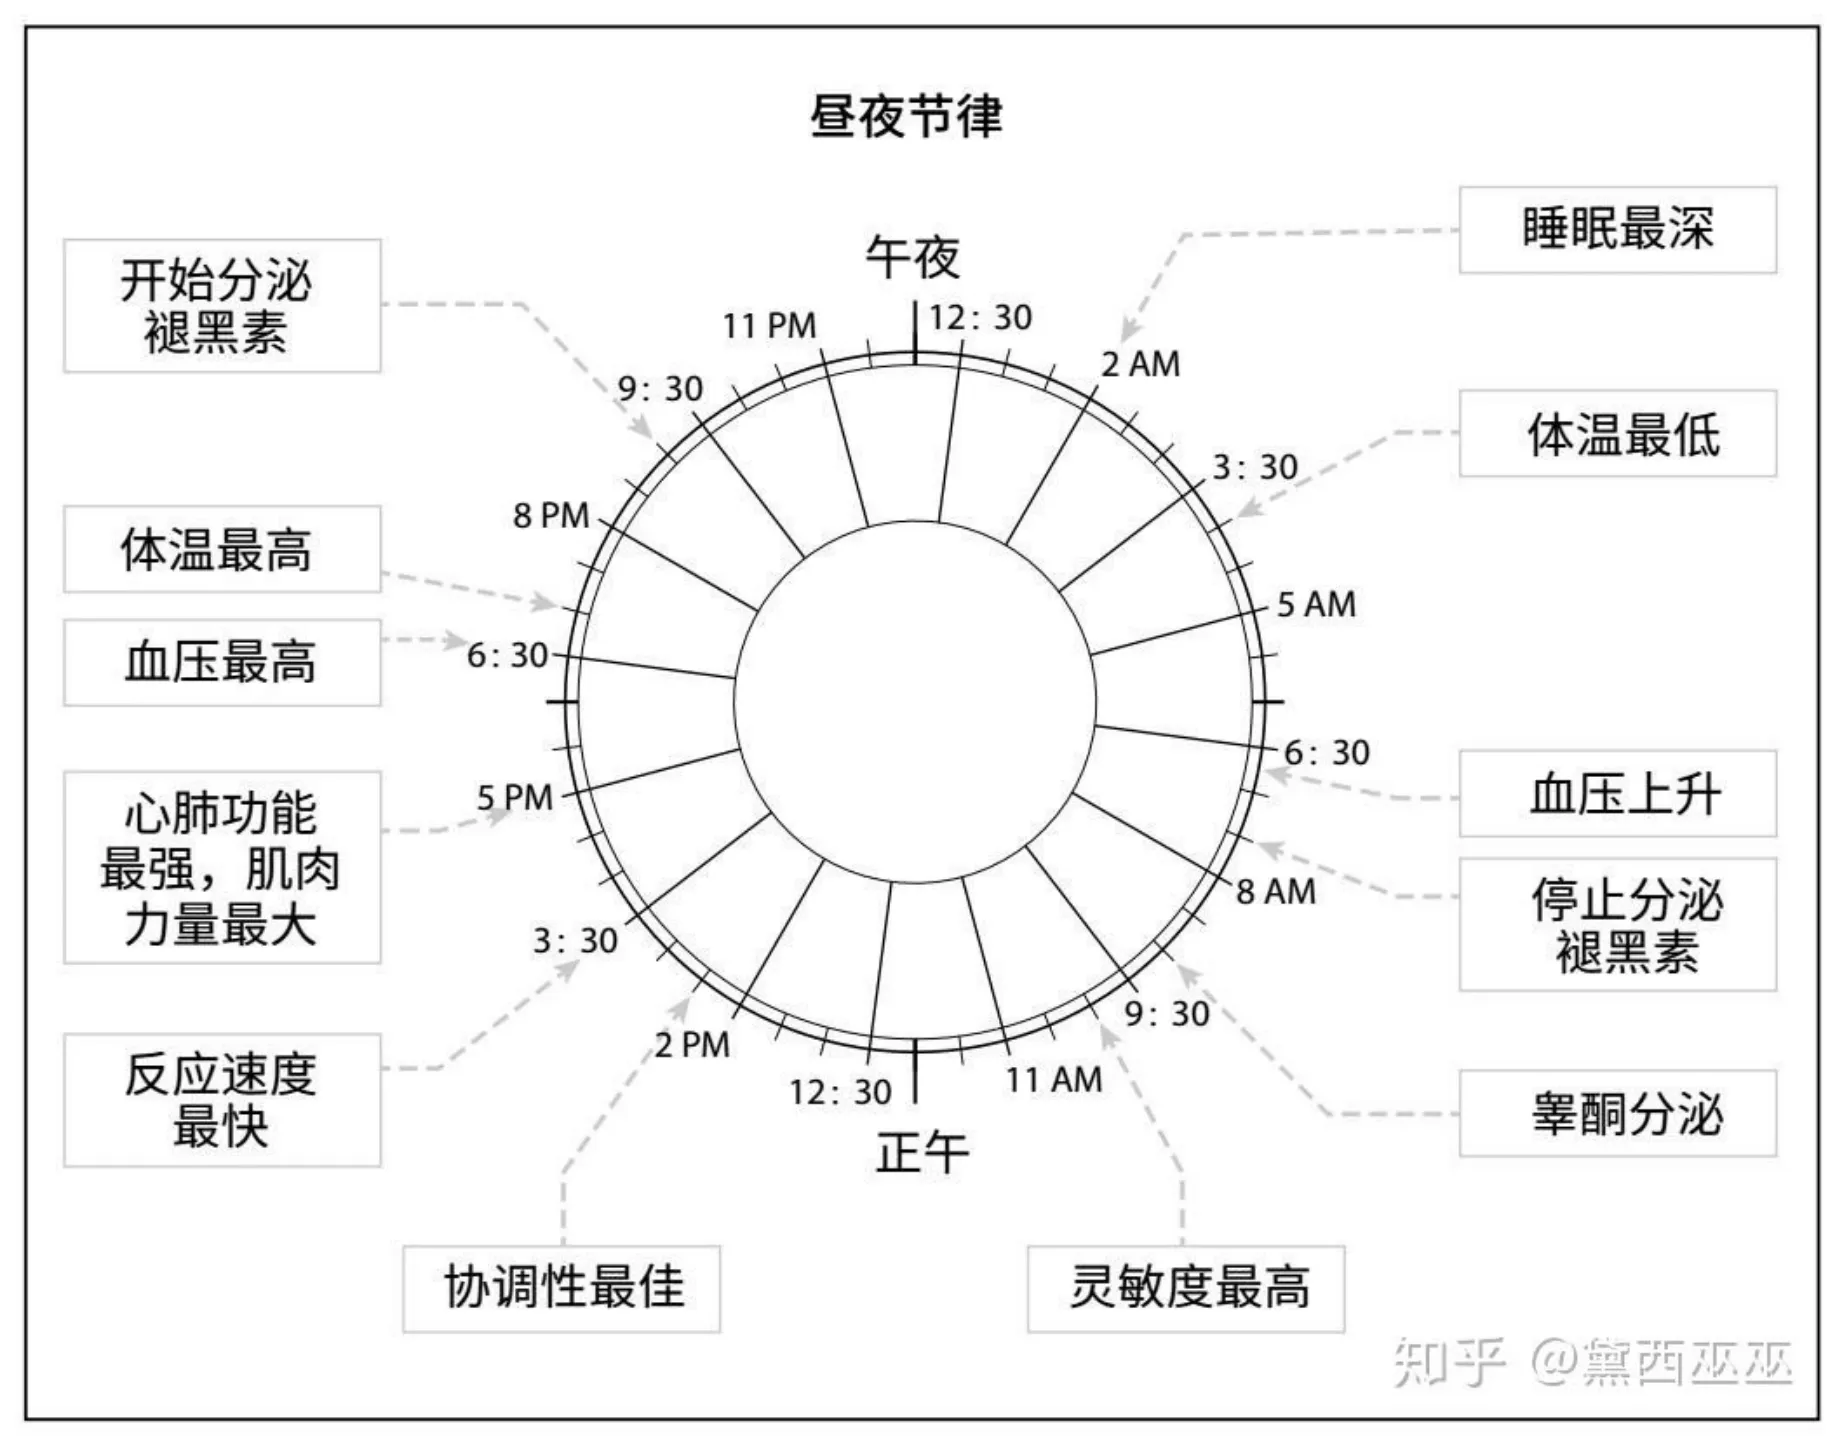 昼夜节律
午夜
12: 30
2 AM
3: 30
5 AM
6: 30
8 AM
9: 30
11 AM
正午
12: 30
2 PM
3: 30
5 PM
6: 30
8 PM
9: 30
11 PM
睡眠最深
体温最低
血压上升
停止分泌
褪黑素
睾酮分泌
灵敏度最高
协调性最佳
反应速度
最快
心肺功能
最强，肌肉
力量最大
血压最高
体温最高
开始分泌
褪黑素
知乎 @黛西巫巫